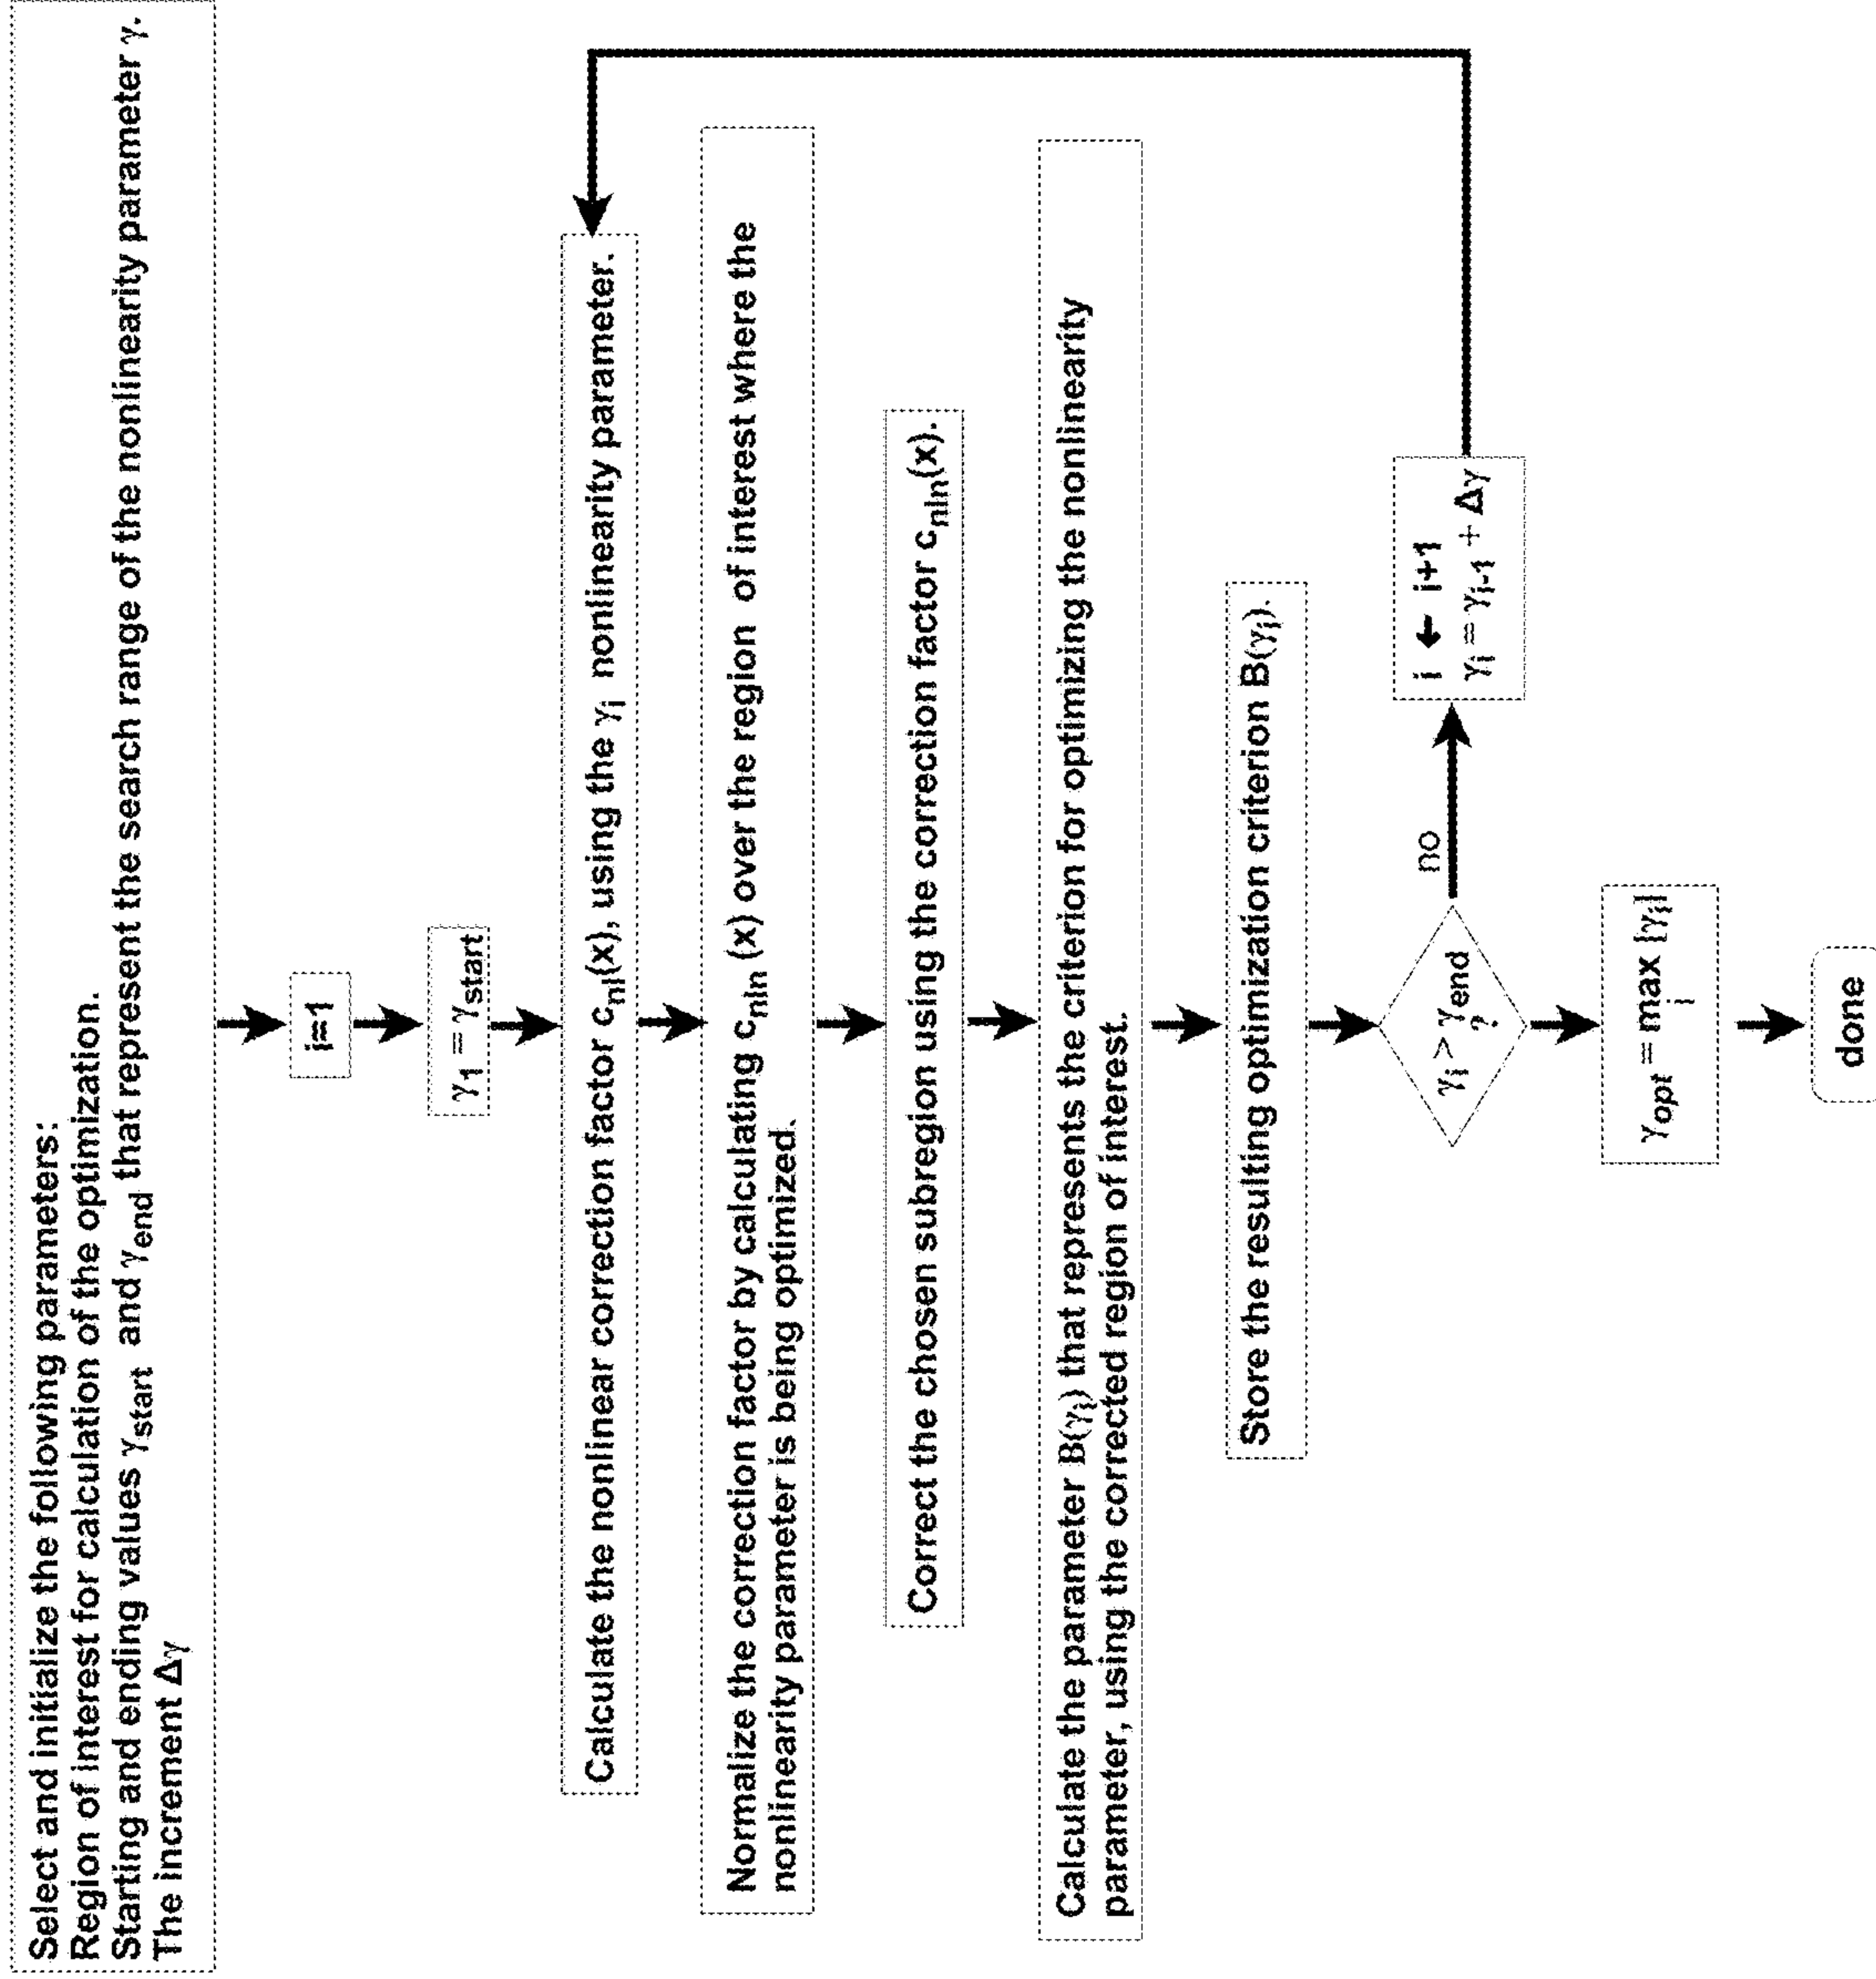 Select and initialize the following parameters:
Region of interest for calculation of the optimization.
Starting and ending values γstart and γend that represent the search range of the nonlinearity parameter γ.
The increment Δγ
i=1
γ1 = γstart
Calculate the nonlinear correction factor cnl(x), using the γi nonlinearity parameter.
Normalize the correction factor by calculating cnln (x) over the region of interest where the
nonlinearity parameter is being optimized.
Correct the chosen subregion using the correction factor cnln(x).
Calculate the parameter B(γi) that represents the criterion for optimizing the nonlinearity
parameter, using the corrected region of interest.
Store the resulting optimization criterion B(γi).
γi > γend
?
no
i ← i+1
γi = γi-1 + Δγ
γopt = max [γi]
i
done